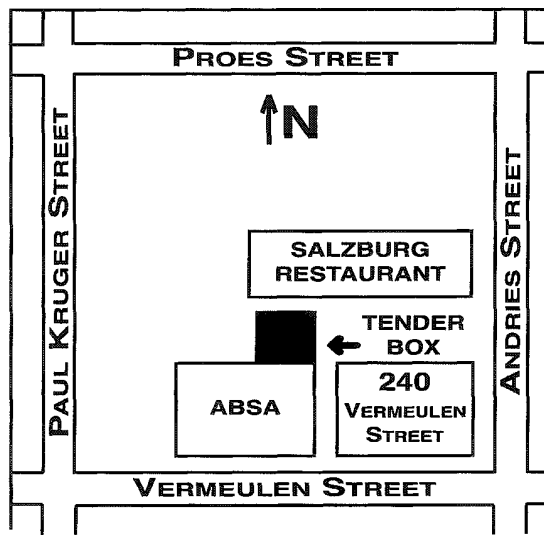 PROES STREET
N
PAUL KRUGER STREET
ANDRIES STREET
SALZBURG
RESTAURANT
TENDER
BOX
ABSA
240
VERMEULEN
STREET
VERMEULEN STREET